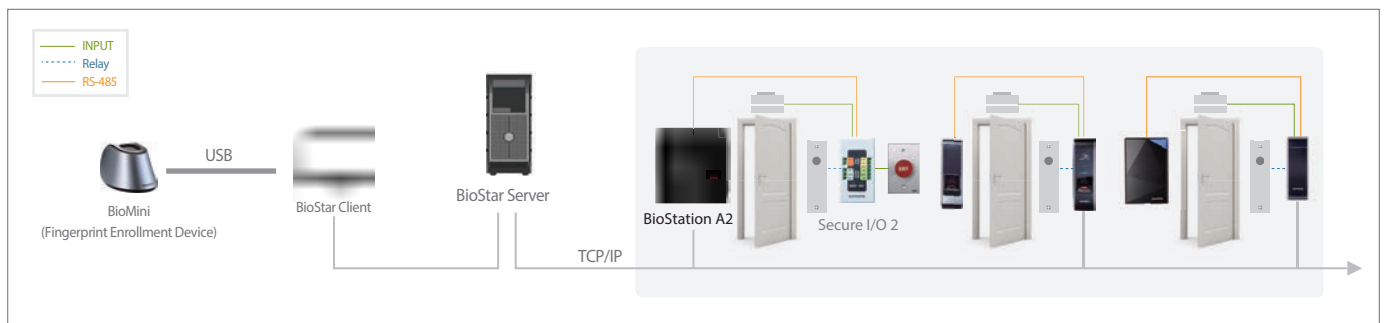 INPUT
Relay
RS-485
USB
BioMini
(Fingerprint Enrollment Device)
BioStar Client
BioStar Server
TCP/IP
BioStation A2
Secure I/O 2
EXIT